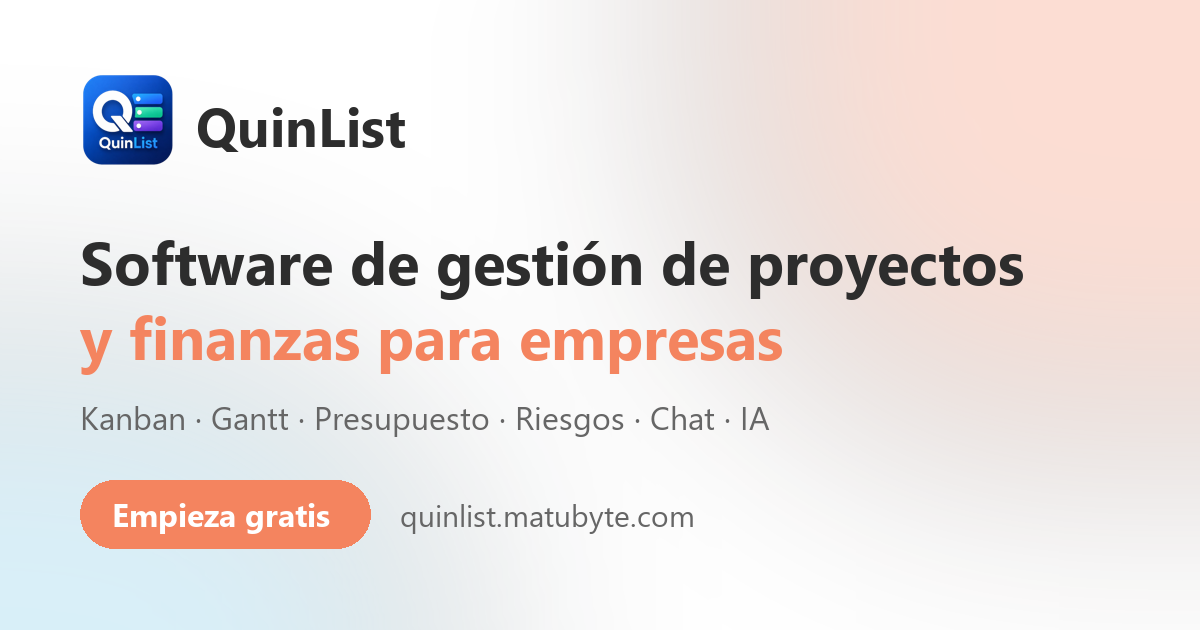 QuinList
QuinList
Software de gestión de proyectos
y finanzas para empresas
Kanban · Gantt · Presupuesto · Riesgos · Chat · IA
Empieza gratis
quinlist.matubyte.com